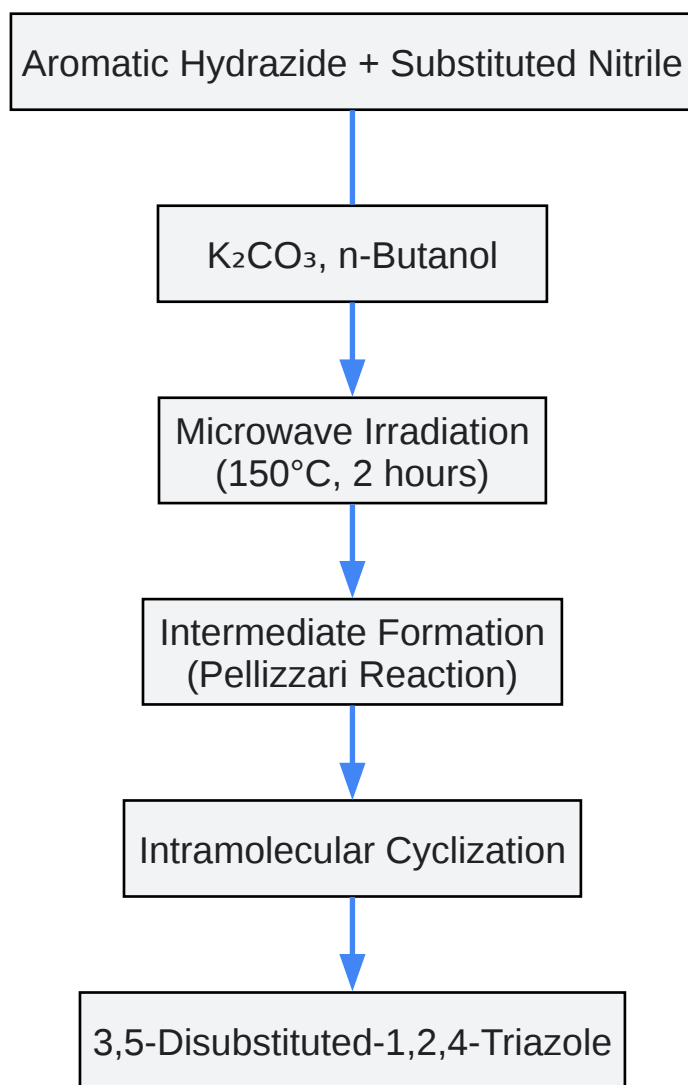 Aromatic Hydrazide + Substituted Nitrile
K₂CO₃, n-Butanol
Microwave Irradiation
(150°C, 2 hours)
Intermediate Formation
(Pellizzari Reaction)
Intramolecular Cyclization
3,5-Disubstituted-1,2,4-Triazole